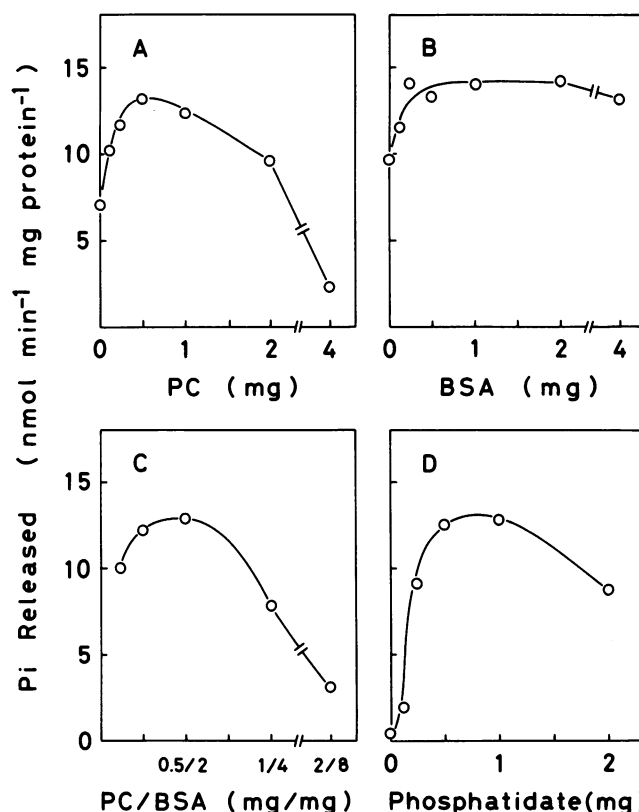 Pi Released (nmol min⁻¹ mg protein⁻¹)
A
15
10
5
0 1 2 4
PC (mg)
B
0 1 2 4
BSA (mg)
C
15
10
5
0
0.5/2 1/4 2/8
PC/BSA (mg/mg)
D
0 1 2
Phosphatidate(mg